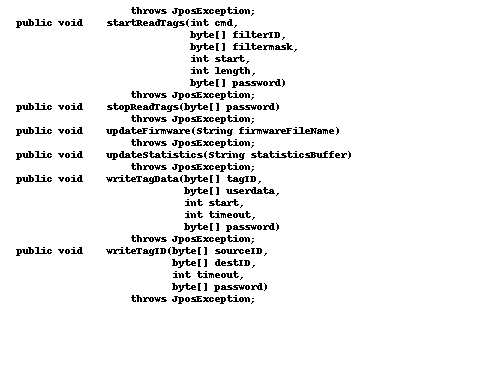 throws JposException;
public void startReadTags(int cmd,
byte[] filterID,
byte[] filtermask,
int start,
int length,
byte[] password)
throws JposException;
public void stopReadTags(byte[] password)
throws JposException;
public void updateFirmware(String firmwareFileName)
throws JposException;
public void updateStatistics(String statisticsBuffer)
throws JposException;
public void writeTagData(byte[] tagID,
byte[] userdata,
int start,
int timeout,
byte[] password)
throws JposException;
public void writeTagID(byte[] sourceID,
byte[] destID,
int timeout,
byte[] password)
throws JposException;